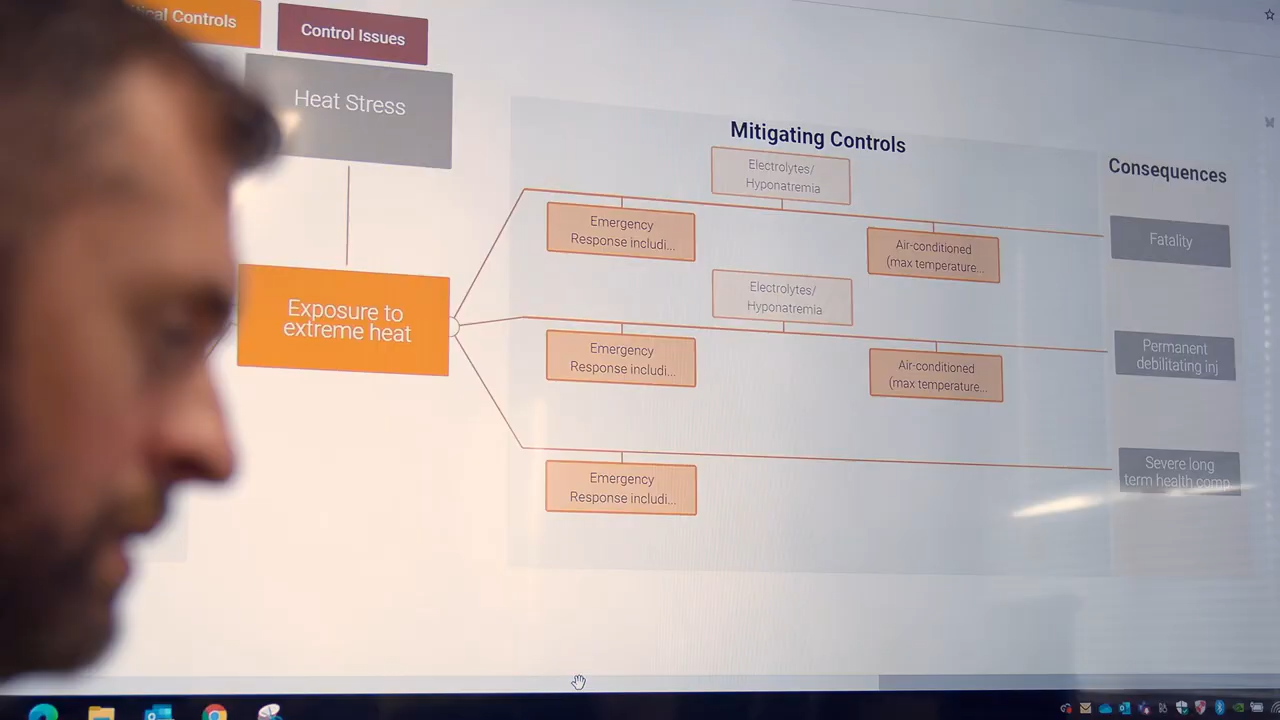 Controls
Control Issues
Heat Stress
Exposure to
extreme heat
Mitigating Controls
Electrolytes/
Hyponatremia
Emergency
Response includi...
Air-conditioned
(max temperature...
Electrolytes/
Hyponatremia
Emergency
Response includi...
Air-conditioned
(max temperature...
Emergency
Response includi...
Consequences
Fatality
Permanent
debilitating inj
Severe long
term health comp